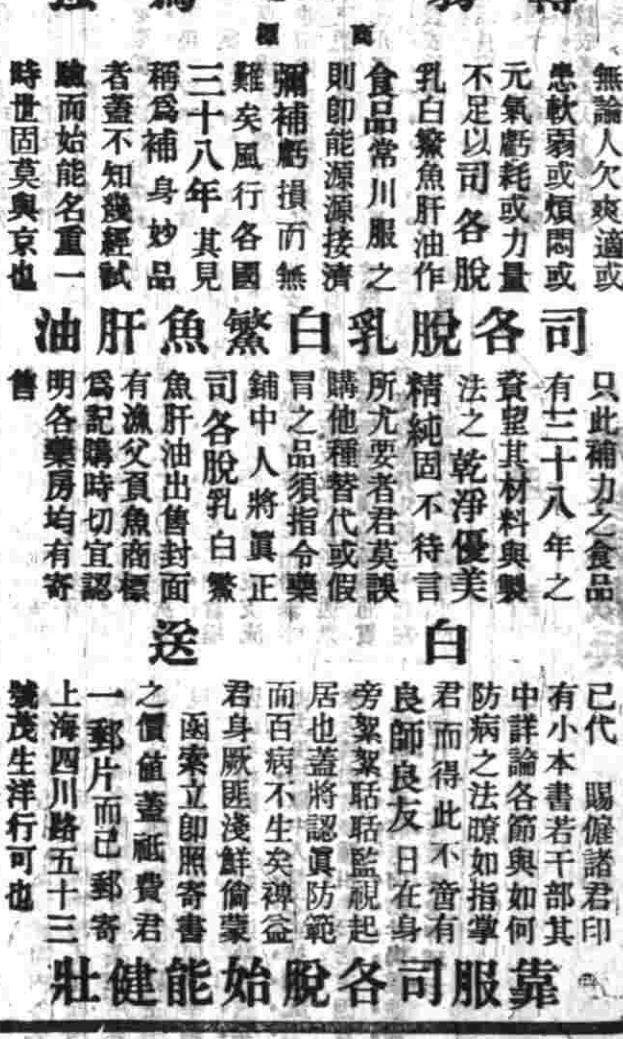 商標
無論人欠爽適或
患軟弱或煩悶或
元氣虧耗或力量
不足以司各脫
乳白鰵魚肝油作
食品常川服之
則卽能源源接濟
彌補虧損而無
難矣風行各國
三十八年其見
稱爲補身妙品
者蓋不知幾經試
驗而始能名重一
時世固莫與京也
司各脫乳白鰵魚肝油
只此補力之食品
有三十八年之
資望其材料與製
法之乾淨優美
精純固不待言
所尤要者君莫誤
購他種替代或假
冒之品須指令藥
鋪中人將眞正
司各脫乳白鰵
魚肝油出售封面
有漁父負魚商標
爲記購時切宜認
明各藥房均有寄
售
白送
已代 賜僱諸君印
有小本書若干部其
中詳論各節與如何
防病之法暸如指掌
君而得此不啻有
良師良友日在身
旁絮絮聒聒監視起
居也蓋將認眞防範
而百病不生矣裨益
君身厥匪淺鮮倘蒙
函索立卽照寄書
之價値蓋祗費君
一郵片而已郵寄
上海四川路五十三
號茂生洋行可也
靠服司各脫始能健壯